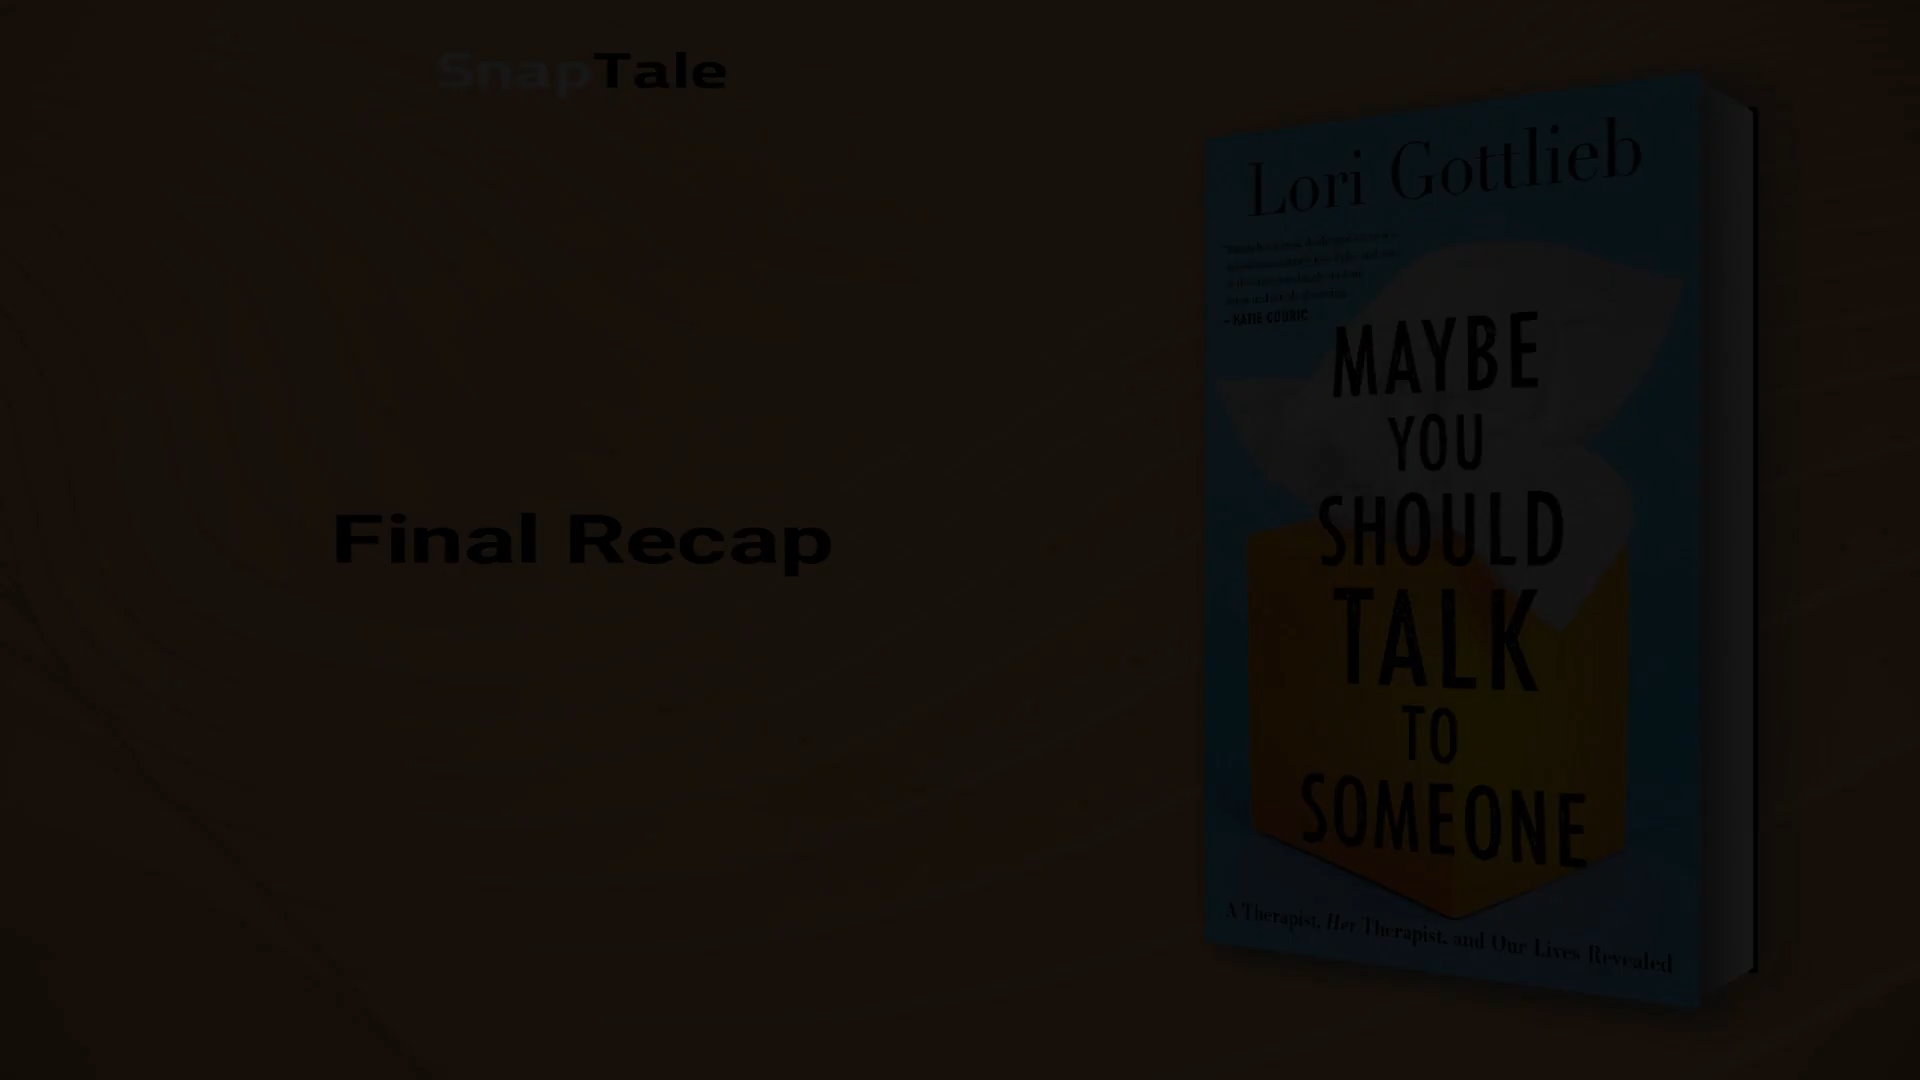 SnapTale
Final Recap
Lori Gottlieb
– KATIE COURIC
MAYBE
YOU
SHOULD
TALK
TO
SOMEONE
A Therapist, Her Therapist, and Our Lives Revealed